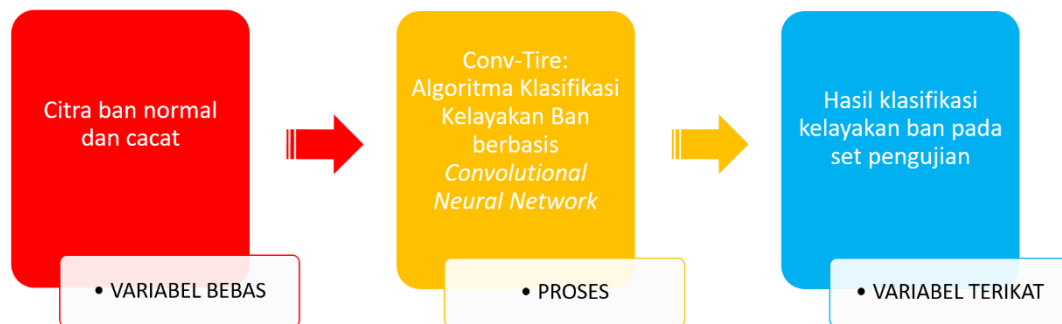 Citra ban normal
dan cacat
• VARIABEL BEBAS
Conv-Tire:
Algoritma Klasifikasi
Kelayakan Ban
berbasis
Convolutional
Neural Network
• PROSES
Hasil klasifikasi
kelayakan ban pada
set pengujian
• VARIABEL TERIKAT